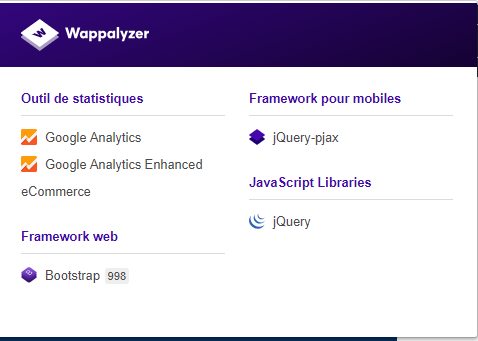 Wappalyzer
Outil de statistiques
Google Analytics
Google Analytics Enhanced
eCommerce
Framework web
Bootstrap 998
Framework pour mobiles
jQuery-pjax
JavaScript Libraries
jQuery